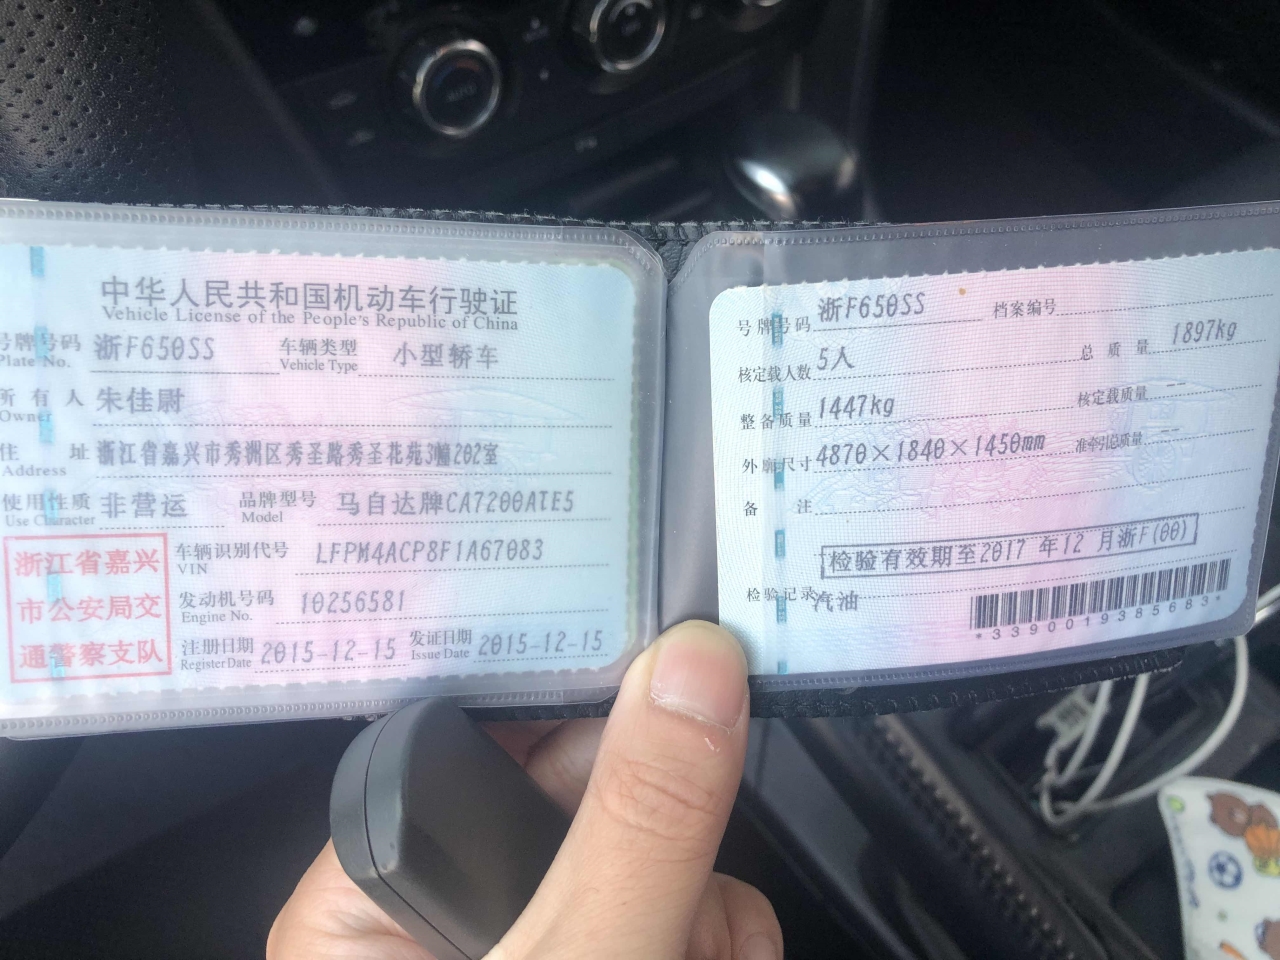 中华人民共和国机动车行驶证
Vehicle License of the People's Republic of China
号牌号码 浙F650SS 车辆类型 小型轿车
Plate No. Vehicle Type
所有人 朱佳尉
Owner
住址 浙江省嘉兴市秀洲区秀圣路秀圣花苑3幢202室
Address
使用性质 非营运 品牌型号 马自达牌CA7200ATE5
Use Character Model
浙江省嘉兴
市公安局交
通警察支队
车辆识别代号 LFPM4ACP8F1A67083
VIN
发动机号码 10256581
Engine No.
注册日期 2015-12-15 发证日期 2015-12-15
Register Date Issue Date
号牌号码 浙F650SS 档案编号
核定载人数 5人 总质量 1897kg
整备质量 1447kg 核定载质量 --
外廓尺寸 4870×1840×1450mm 准牵引总质量 --
备注
检验有效期至2017年12月浙F(00)
检验记录 汽油
*3390019385683*
AUTO